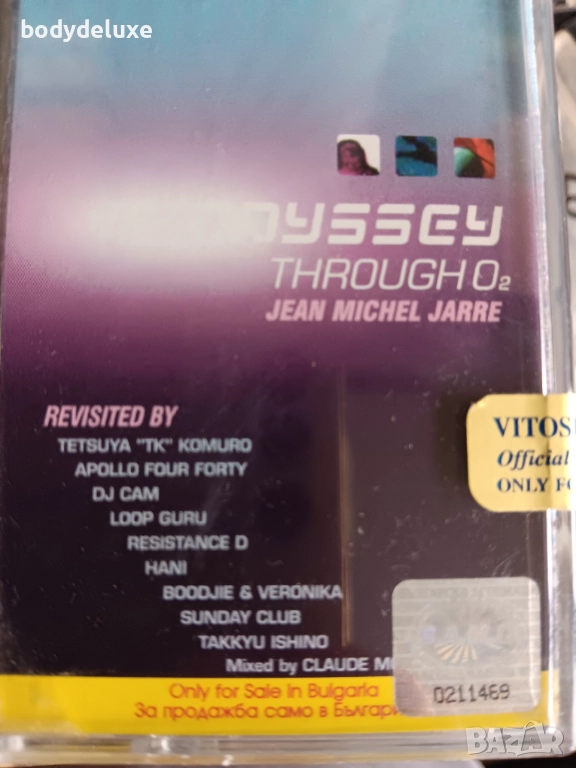 bodydeluxe
ODYSSEY
THROUGH O₂
JEAN MICHEL JARRE
REVISITED BY
TETSUYA "TK" KOMURO
APOLLO FOUR FORTY
DJ CAM
LOOP GURU
RESISTANCE D
HANI
BOODJIE & VERONIKA
SUNDAY CLUB
TAKKYU ISHINO
Mixed by CLAUDE
Official
ONLY
0211469
Only for Sale in Bulgaria
За продажба само в
BAZAR